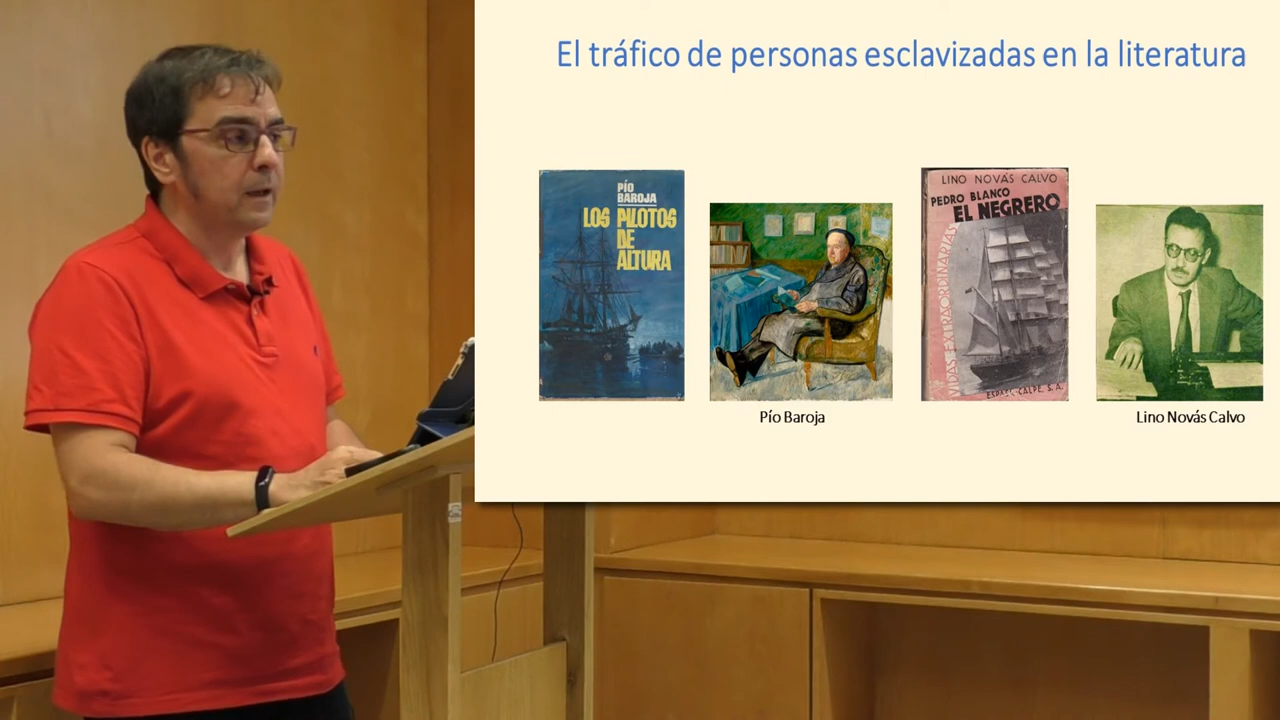 El tráfico de personas esclavizadas en la literatura
PÍO
BAROJA
LOS PILOTOS
DE
ALTURA
LINO NOVÁS CALVO
PEDRO BLANCO
EL NEGRERO
VIDAS EXTRAORDINARIAS
ESPASA CALPE, S. A.
Pío Baroja
Lino Novás Calvo